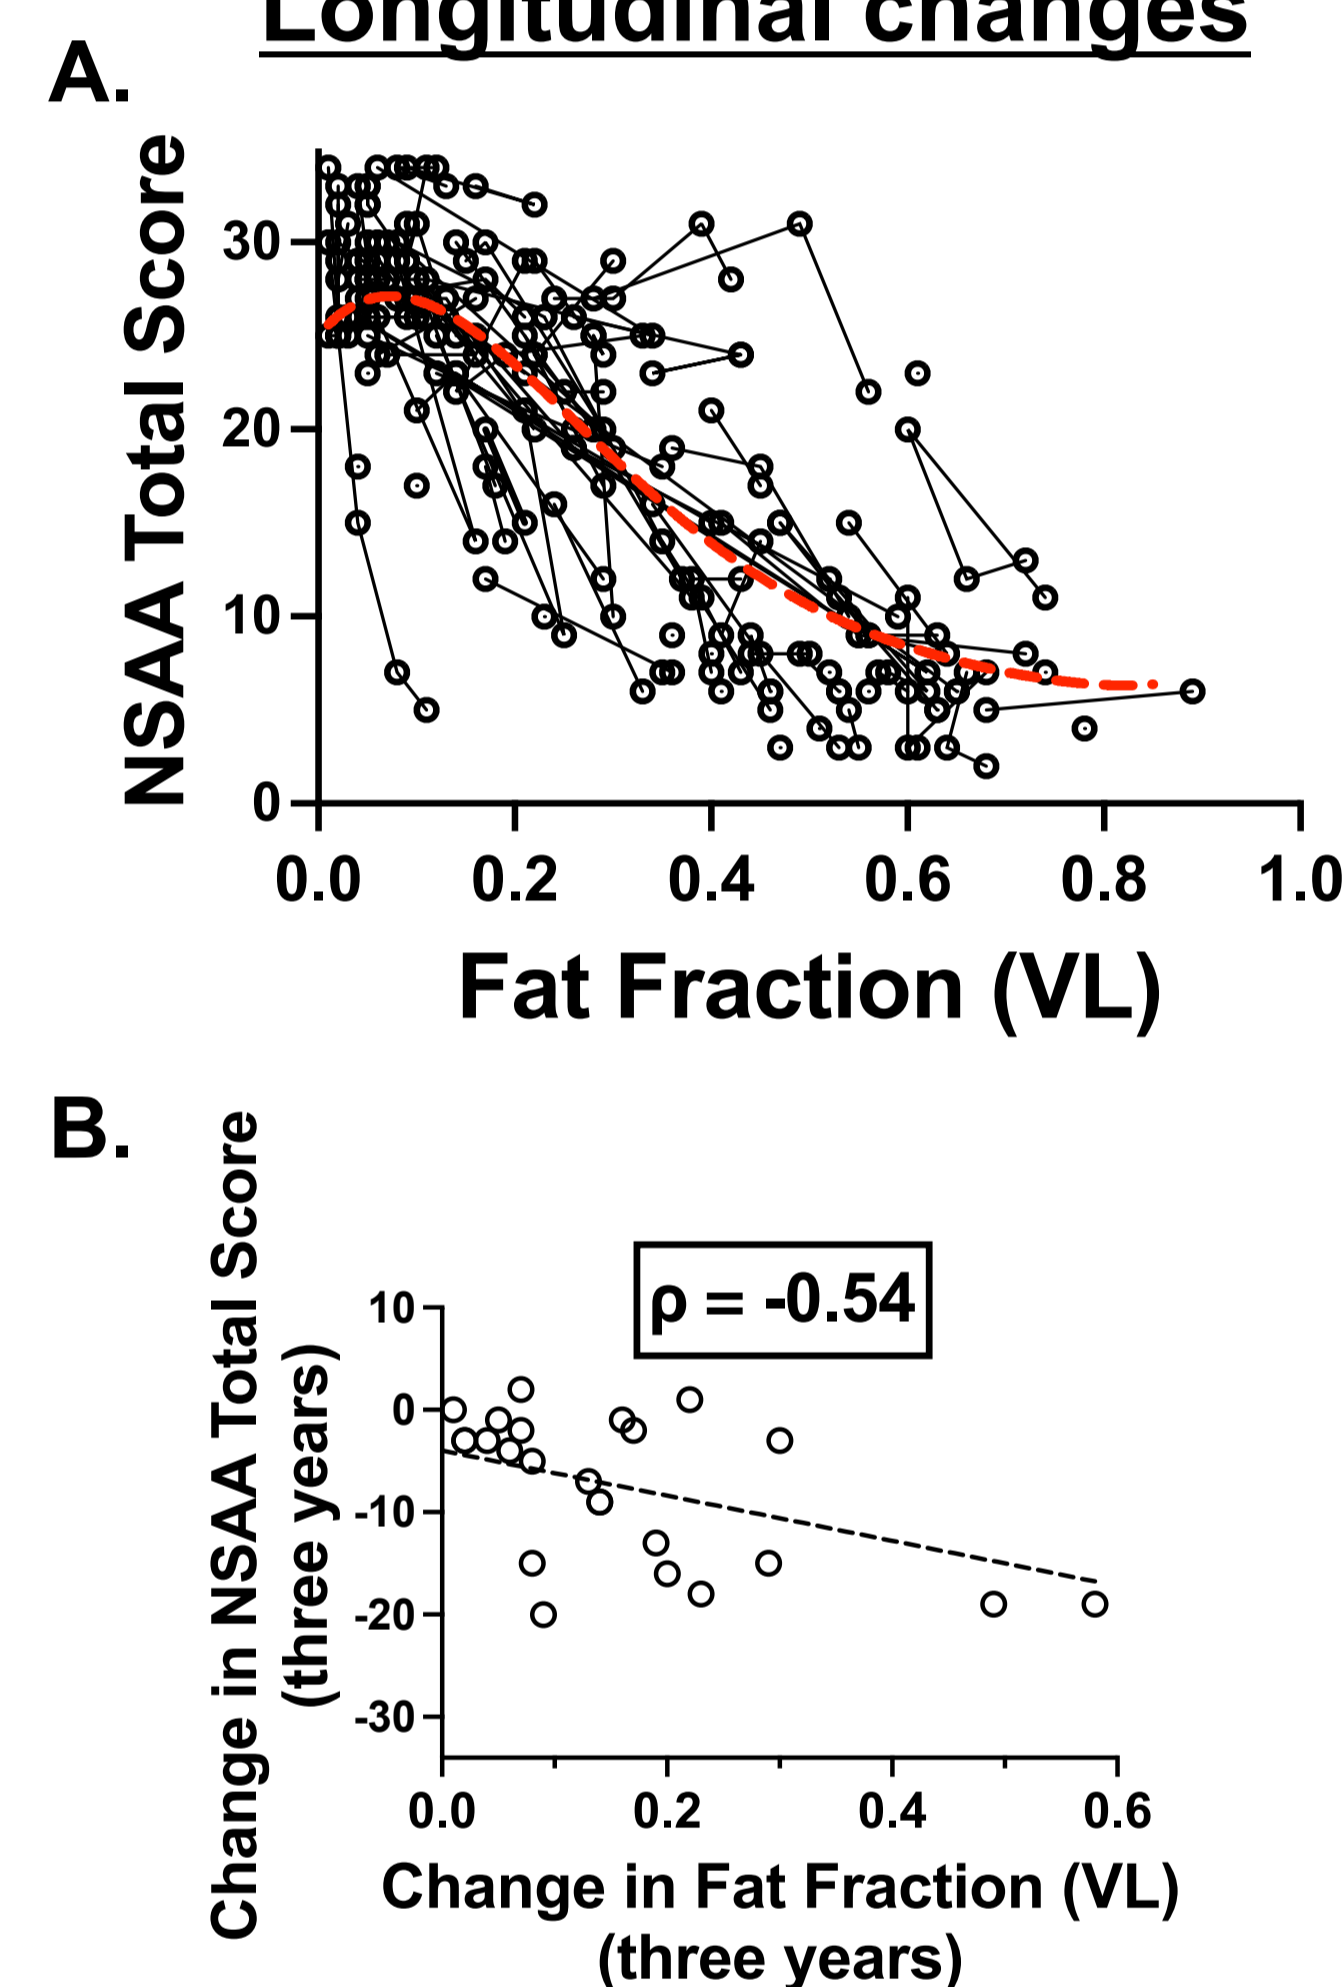 Longitudinal changes
A.
NSAA Total Score
30
20
10
0
0.0 0.2 0.4 0.6 0.8 1.0
Fat Fraction (VL)
B.
Change in NSAA Total Score
(three years)
ρ = -0.54
10
0
-10
-20
-30
0.0 0.2 0.4 0.6
Change in Fat Fraction (VL)
(three years)